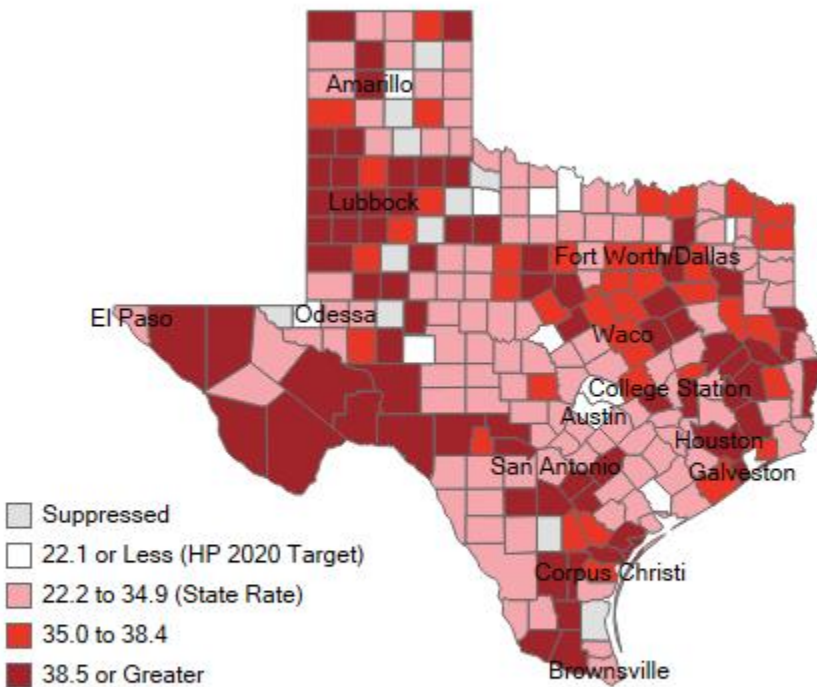 Amarillo
Lubbock
Fort Worth/Dallas
El Paso
Odessa
Waco
College Station
Austin
Houston
San Antonio
Galveston
Suppressed
22.1 or Less (HP 2020 Target)
22.2 to 34.9 (State Rate)
Corpus Christi
35.0 to 38.4
38.5 or Greater
Brownsville